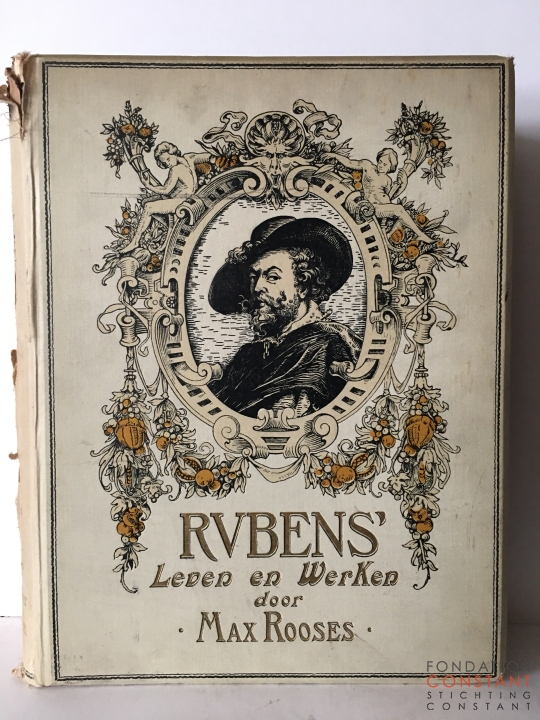 RVBENS'
Leven en Werken
door
· MAX ROOSES ·
FONDATION
CONSTANT
STICHTING
CONSTANT